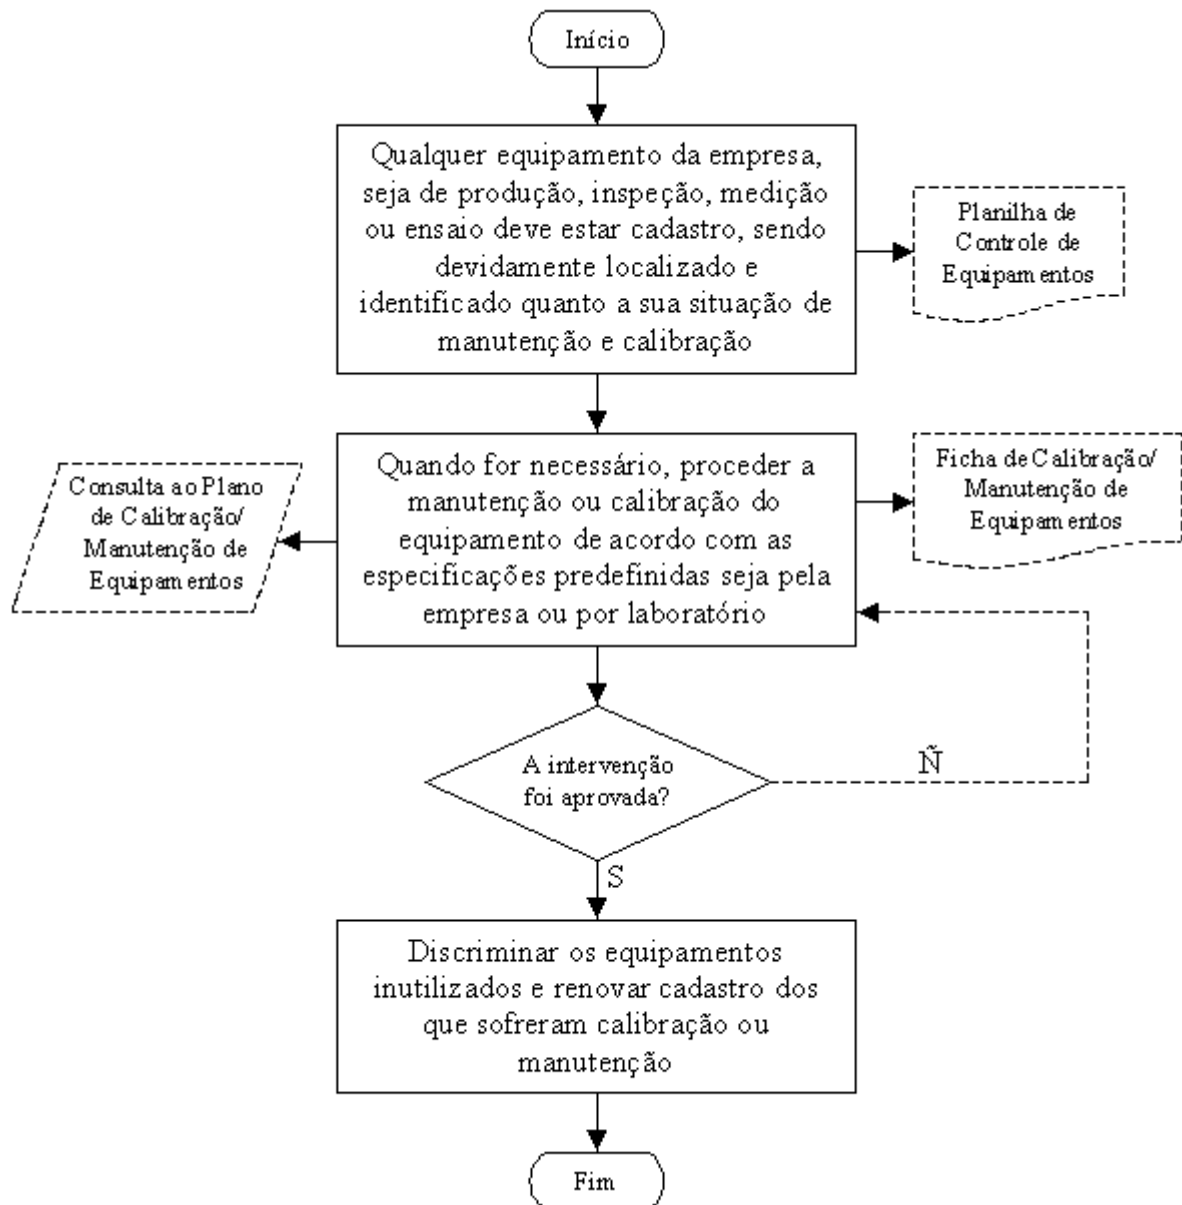 Início
Qualquer equipamento da empresa,
seja de produção, inspeção, medição
ou ensaio deve estar cadastro, sendo
devidamente localizado e
identificado quanto a sua situação de
manutenção e calibração
Planilha de
Controle de
Equipamentos
Quando for necessário, proceder a
manutenção ou calibração do
equipamento de acordo com as
especificações predefinidas seja pela
empresa ou por laboratório
Consulta ao Plano
de Calibração/
Manutenção de
Equipamentos
Ficha de Calibração/
Manutenção de
Equipamentos
A intervenção
foi aprovada?
Ñ
S
Discriminar os equipamentos
inutilizados e renovar cadastro dos
que sofreram calibração ou
manutenção
Fim